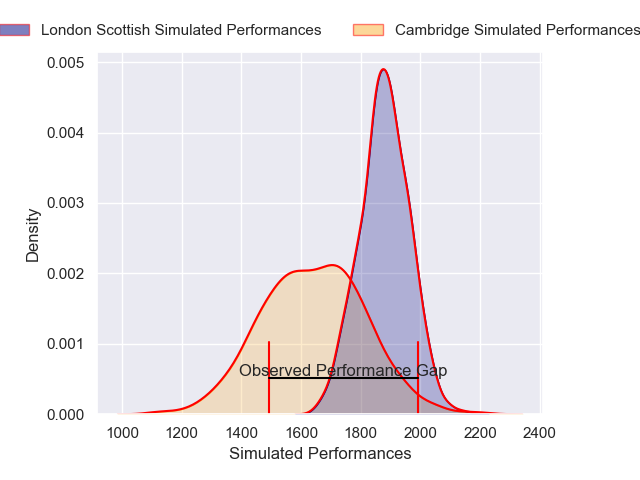 London Scottish Simulated Performances Cambridge Simulated Performances
0.005
0.004
0.003
0.002
0.001
0.000
Density
Observed Performance Gap
1000 1200 1400 1600 1800 2000 2200 2400
Simulated Performances